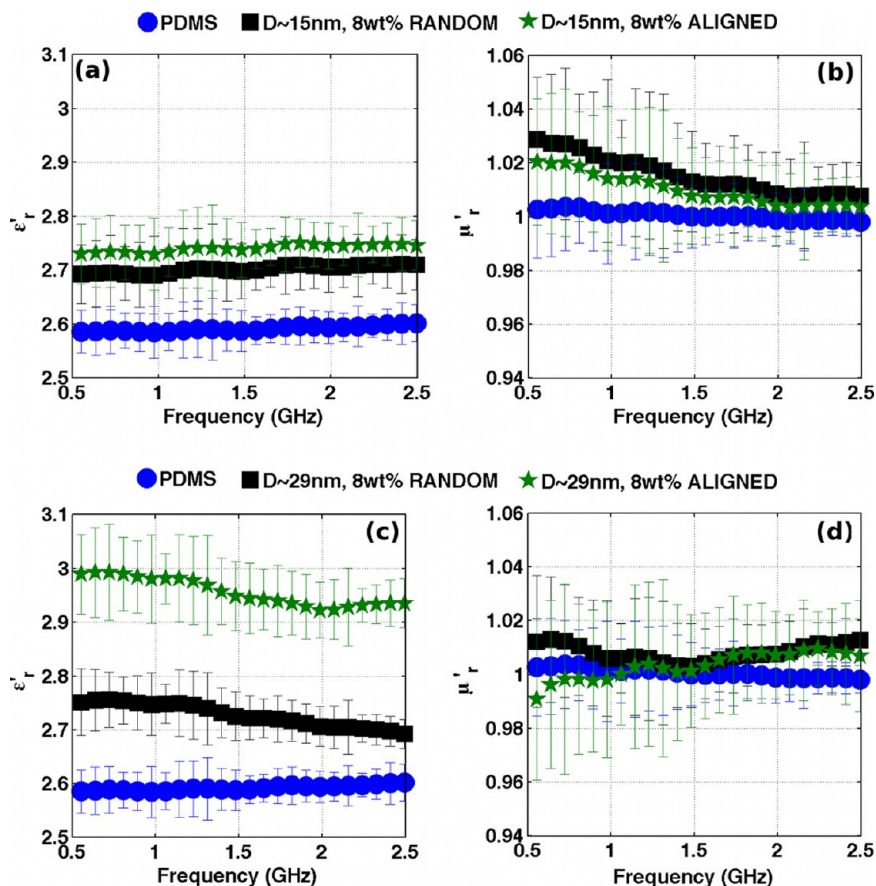 PDMS D~15nm, 8wt% RANDOM D~15nm, 8wt% ALIGNED
(a)
3.1
3
2.9
2.8
2.7
2.6
2.5
ε'r
0.5 1 1.5 2 2.5
Frequency (GHz)
(b)
1.06
1.04
1.02
1
0.98
0.96
0.94
μ'r
0.5 1 1.5 2 2.5
Frequency (GHz)
PDMS D~29nm, 8wt% RANDOM D~29nm, 8wt% ALIGNED
(c)
3.1
3
2.9
2.8
2.7
2.6
2.5
ε'r
0.5 1 1.5 2 2.5
Frequency (GHz)
(d)
1.06
1.04
1.02
1
0.98
0.96
0.94
μ'r
0.5 1 1.5 2 2.5
Frequency (GHz)